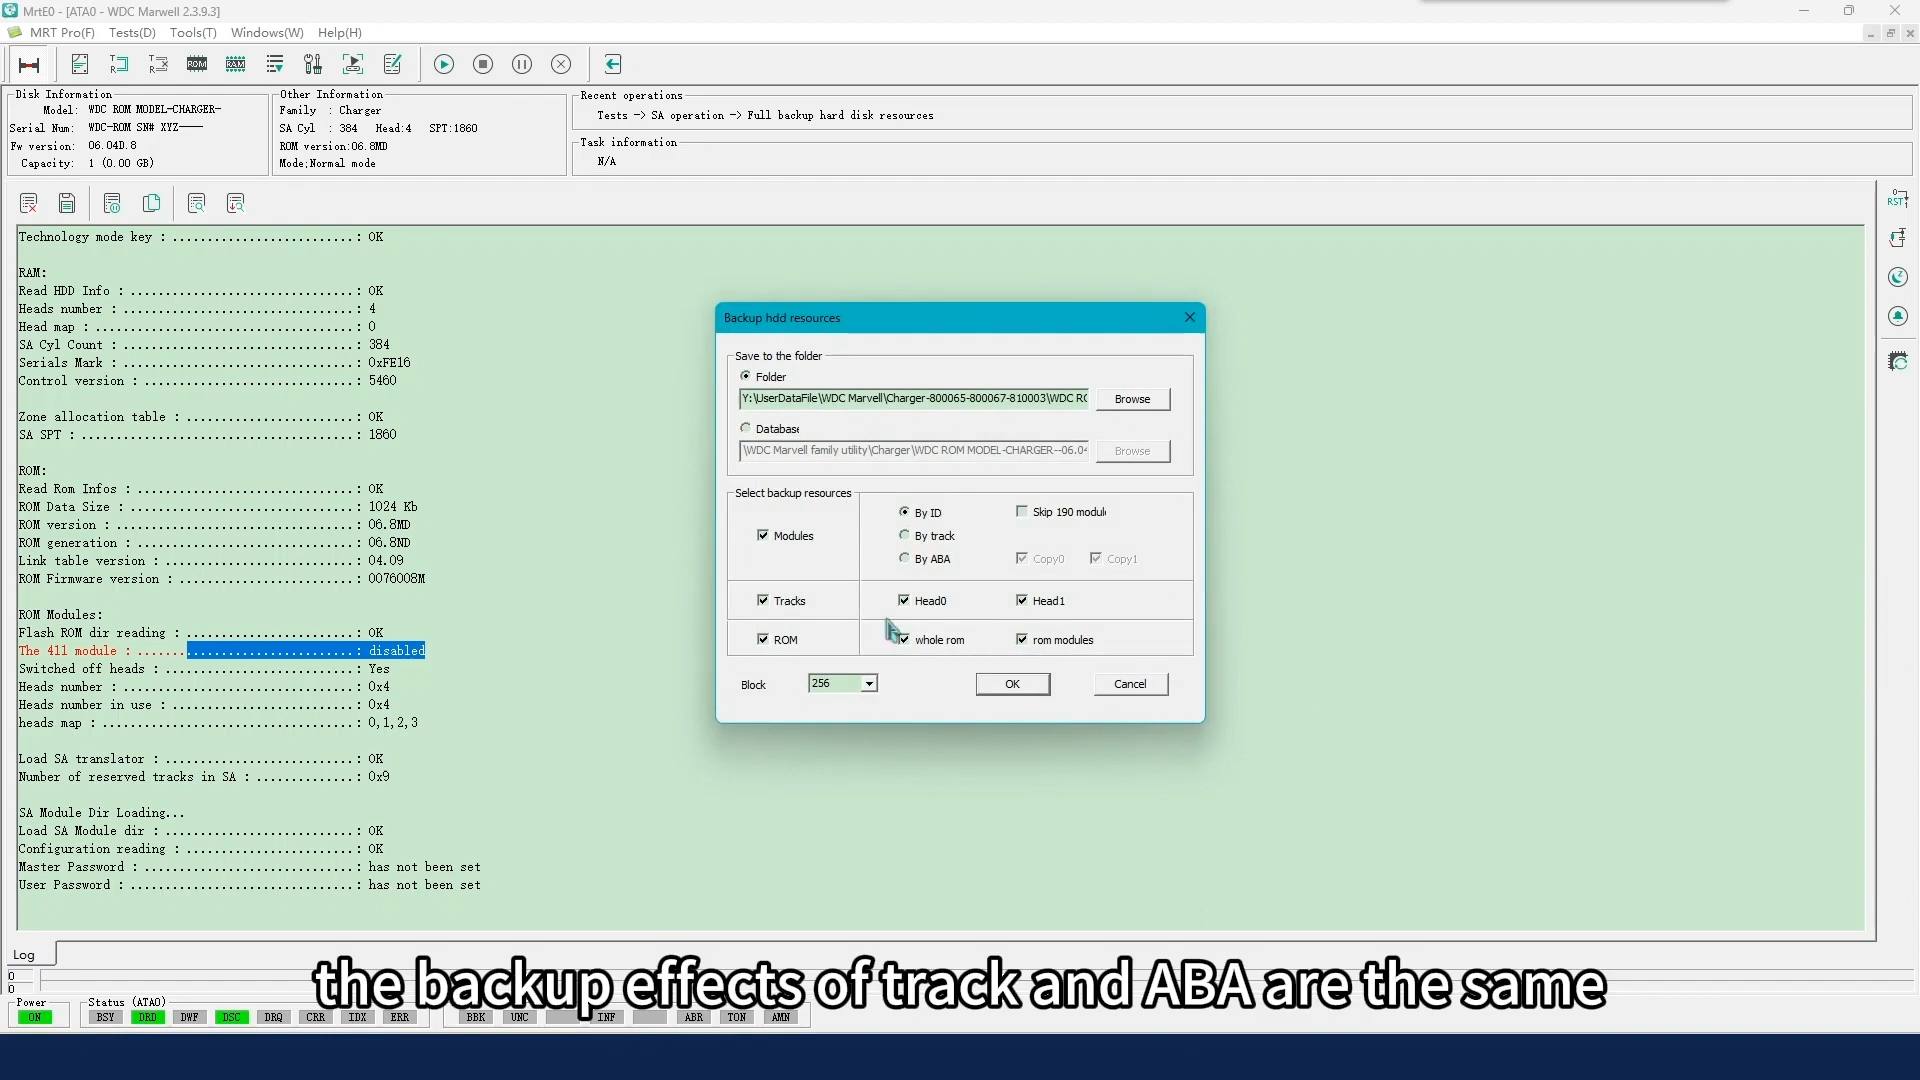 MrtE0 - [ATA0 - WDC Marwell 2.3.9.3]
MRT Pro(F) Tests(D) Tools(T) Windows(W) Help(H)
ROM RAM
Disk Information
Model: WDC ROM MODEL-CHARGER-
Serial Num: WDC-ROM SN# XYZ----
Fw version: 06.04D.8
Capacity: 1 (0.00 GB)
Other Information
Family : Charger
SA Cyl : 384 Head:4 SPT:1860
ROM version:06.8MD
Mode;Normal mode
Recent operations
Tests -> SA operation -> Full backup hard disk resources
Task information
N/A
RST
Technology mode key : ..........................: OK
RAM:
Read HDD Info : ................................: OK
Heads number : .................................: 4
Head map : .....................................: 0
SA Cyl Count : .................................: 384
Serials Mark : .................................: 0xFE16
Control version : ..............................: 5460
Zone allocation table : ........................: OK
SA SPT : .......................................: 1860
ROM:
Read Rom Infos : ...............................: OK
ROM Data Size : ................................: 1024 Kb
ROM version : ..................................: 06.8MD
ROM generation : ...............................: 06.8ND
Link table version : ...........................: 04.09
ROM Firmware version : .........................: 0076008M
ROM Modules:
Flash ROM dir reading : ........................: OK
The 411 module : ...............................: disabled
Switched off heads : ...........................: Yes
Heads number : .................................: 0x4
Heads number in use : ..........................: 0x4
heads map : ....................................: 0,1,2,3
Load SA translator : ...........................: OK
Number of reserved tracks in SA : ..............: 0x9
SA Module Dir Loading...
Load SA Module dir : ...........................: OK
Configuration reading : ........................: OK
Master Password : ..............................: has not been set
User Password : ................................: has not been set
Backup hdd resources
Save to the folder
Folder
Y:\UserDataFile\WDC Marvell\Charger-800065-800067-810003\WDC RO
Browse
Database
\WDC Marvell family utility\Charger\WDC ROM MODEL-CHARGER--06.04
Browse
Select backup resources
By ID Skip 190 module
Modules By track
By ABA Copy0 Copy1
Tracks Head0 Head1
ROM whole rom rom modules
Block 256 OK Cancel
Log
0
0
the backup effects of track and ABA are the same
Power Status (ATA0)
ON BSY DRD DWF DSC DRQ CRR IDX ERR BBK UNC INF ABR TON AMN